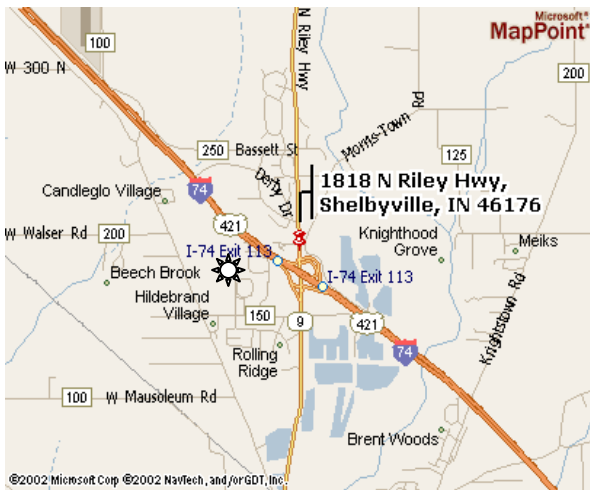 Microsoft®
MapPoint®
100
N Riley Hwy
W 300 N
200
Morris-Town Rd
250
Bassett St
125
Derby Dr
74
1818 N Riley Hwy,
Shelbyville, IN 46176
Candleglo Village
421
W Walser Rd
200
Knighthood
Grove
Meiks
I-74 Exit 113
Beech Brook
I-74 Exit 113
Hildebrand
Village
150
9
421
Knightstown Rd
Rolling
Ridge
74
100
W Mausoleum Rd
Brent Woods
©2002 Microsoft Corp ©2002 NavTech, and/or GDT, Inc.